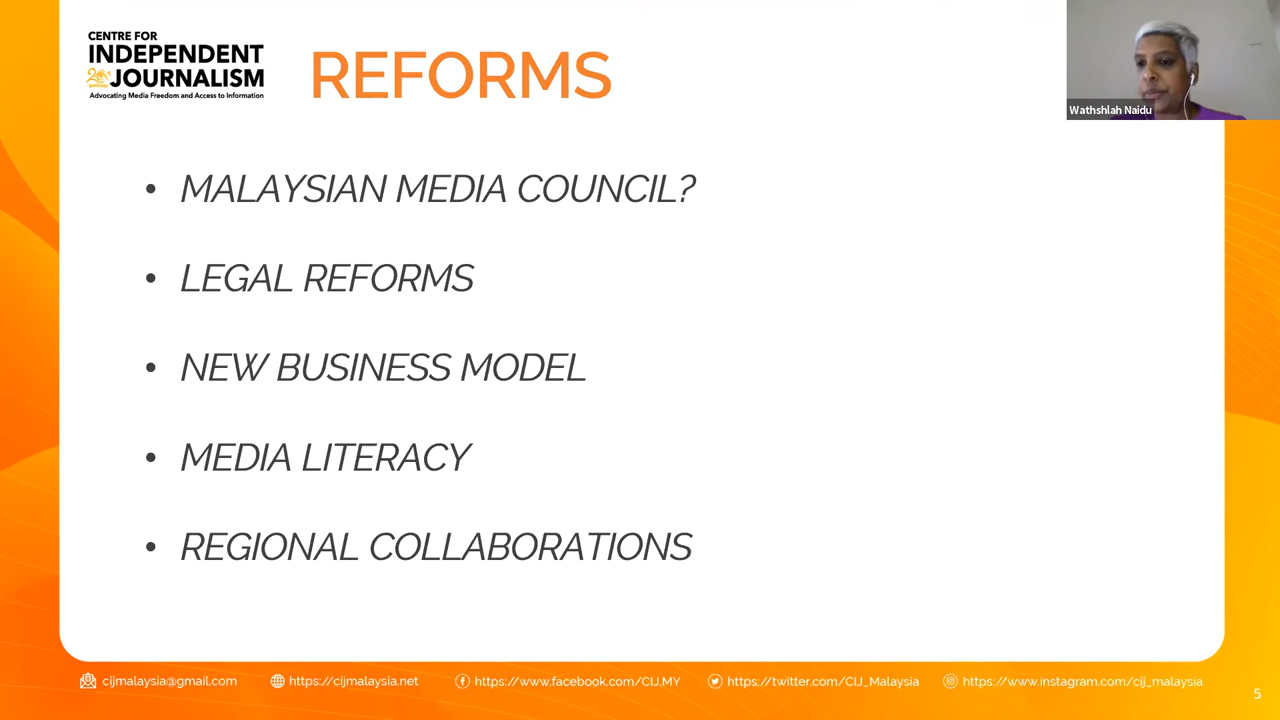 CENTRE FOR
INDEPENDENT
JOURNALISM
Advocating Media Freedom and Access to Information
REFORMS
Wathshlah Naidu
• MALAYSIAN MEDIA COUNCIL?
• LEGAL REFORMS
• NEW BUSINESS MODEL
• MEDIA LITERACY
• REGIONAL COLLABORATIONS
cijmalaysia@gmail.com
https://cijmalaysia.net
https://www.facebook.com/CIJ.MY
https://twitter.com/CIJ_Malaysia
https://www.instagram.com/cij_malaysia
5